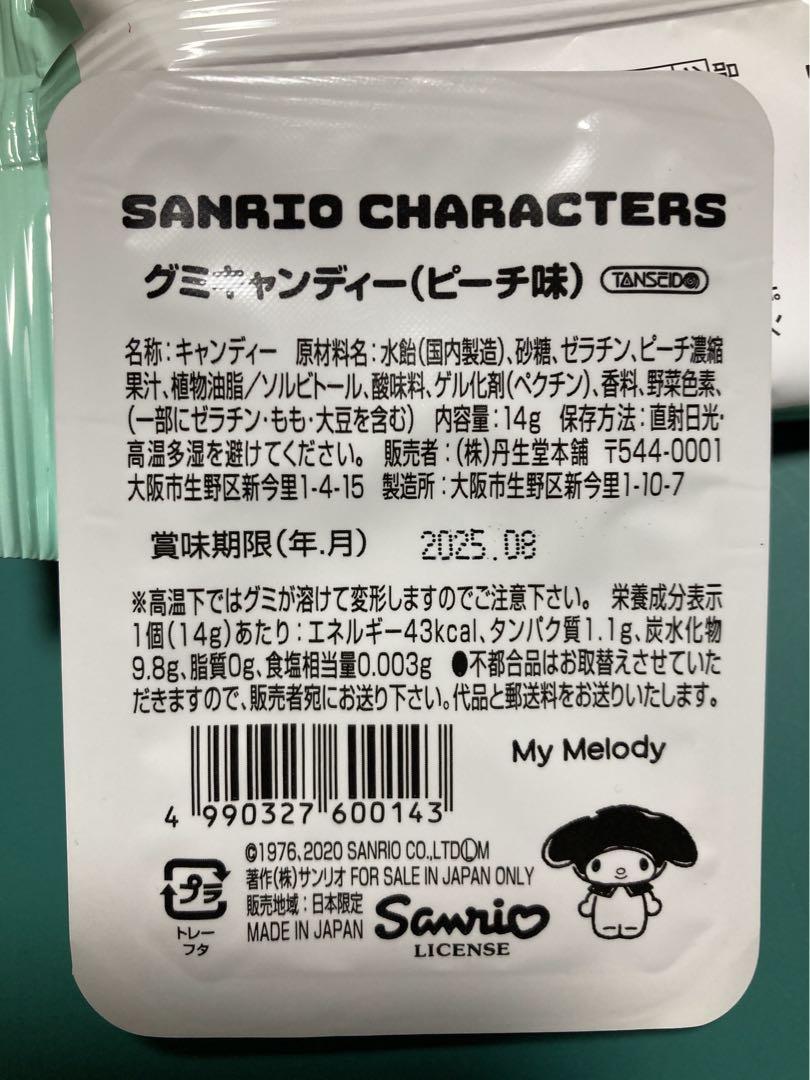 SANRIO CHARACTERS
グミキャンディー(ピーチ味) TANSEIDO
名称:キャンディー 原材料名:水飴(国内製造)、砂糖、ゼラチン、ピーチ濃縮
果汁、植物油脂/ソルビトール、酸味料、ゲル化剤(ペクチン)、香料、野菜色素、
(一部にゼラチン・もも・大豆を含む) 内容量:14g 保存方法:直射日光・
高温多湿を避けてください。 販売者:(株)丹生堂本舗 〒544-0001
大阪市生野区新今里1-4-15 製造所:大阪市生野区新今里1-10-7
賞味期限(年.月) 2025.08
※高温下ではグミが溶けて変形しますのでご注意下さい。 栄養成分表示
1個(14g)あたり:エネルギー43kcal、タンパク質1.1g、炭水化物
9.8g、脂質0g、食塩相当量0.003g ●不都合品はお取替えさせていた
だきますので、販売者宛にお送り下さい。代品と郵送料をお送りいたします。
My Melody
4 990327 600143
©1976, 2020 SANRIO CO.,LTD.ⓁM
著作(株)サンリオ FOR SALE IN JAPAN ONLY
販売地域:日本限定
MADE IN JAPAN
Sanrio
LICENSE
プラ
トレー
フタ